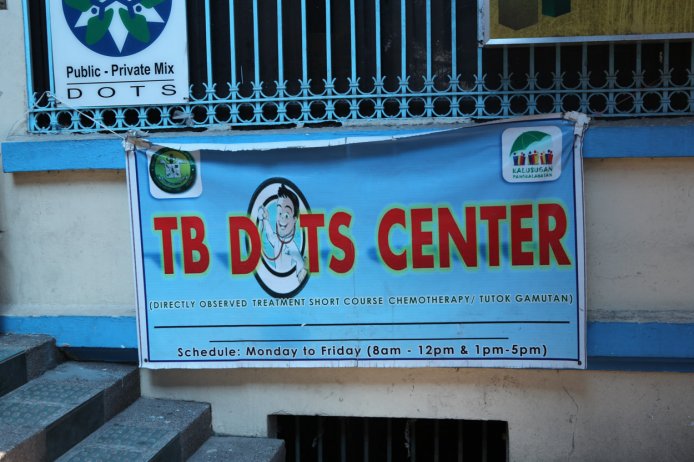 Public - Private Mix
DOTS
KALUSUGAN
PANGKALAHATAN
TB DOTS CENTER
(DIRECTLY OBSERVED TREATMENT SHORT COURSE CHEMOTHERAPY/ TUTOK GAMUTAN)
Schedule: Monday to Friday (8am - 12pm & 1pm-5pm)